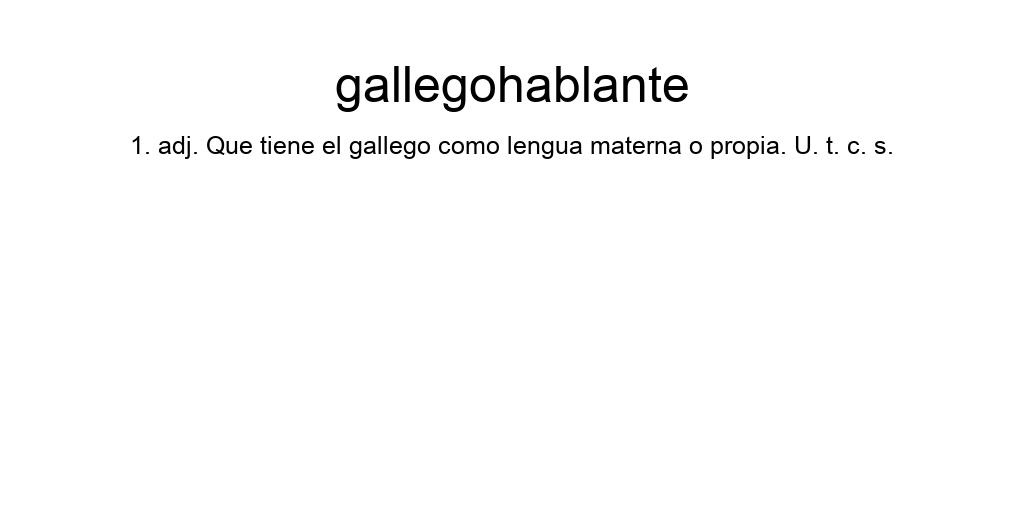 gallegohablante
1. adj. Que tiene el gallego como lengua materna o propia. U. t. c. s.